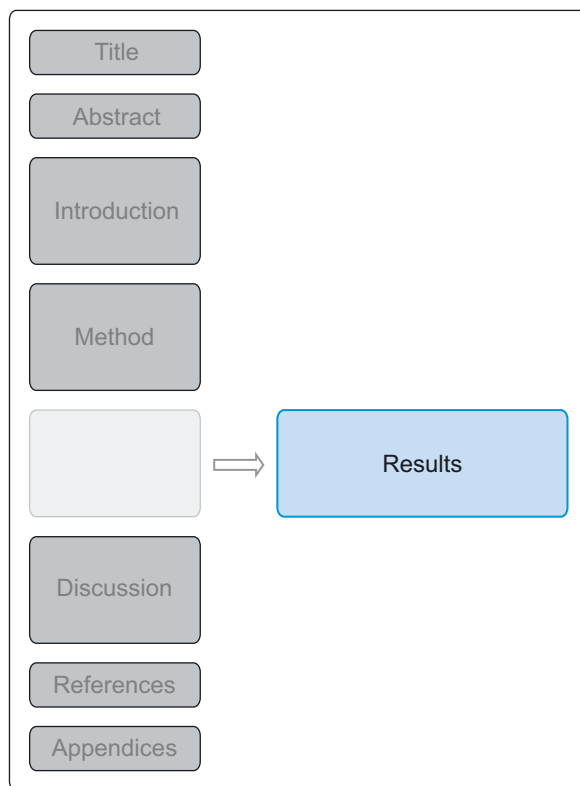 Title
Abstract
Introduction
Method
Results
Discussion
References
Appendices